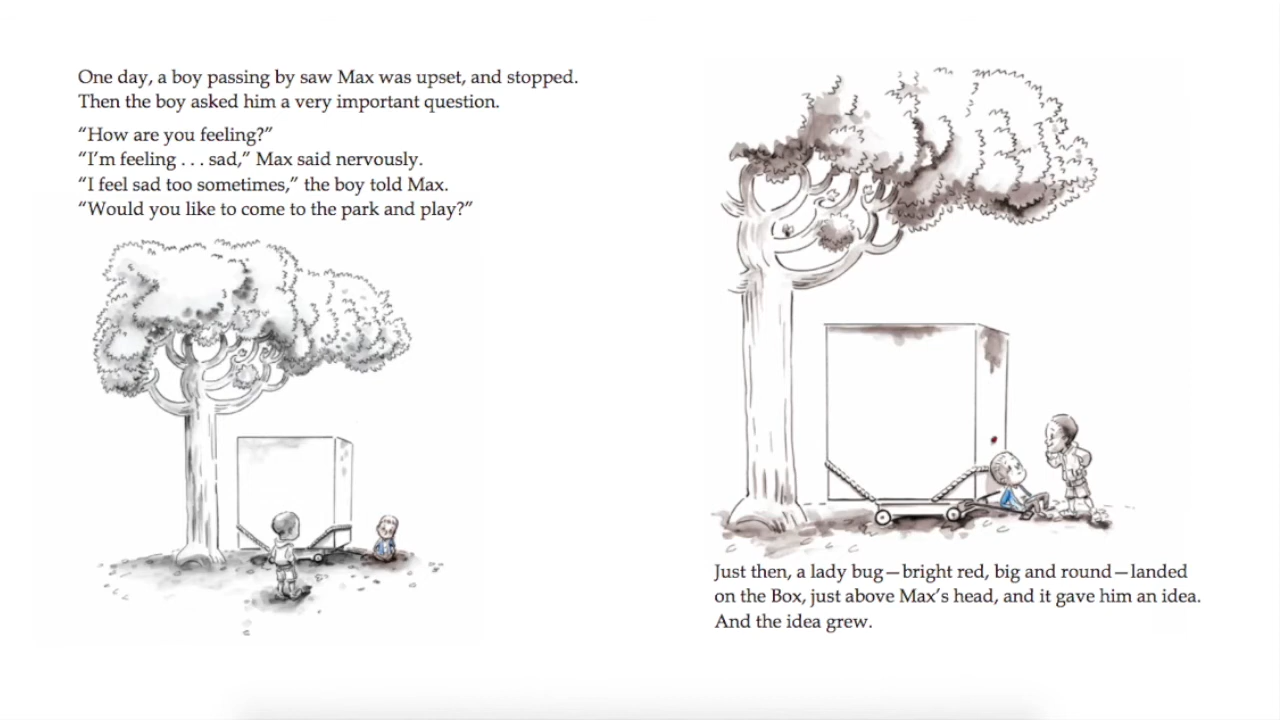 One day, a boy passing by saw Max was upset, and stopped.
Then the boy asked him a very important question.
“How are you feeling?”
“I’m feeling . . . sad,” Max said nervously.
“I feel sad too sometimes,” the boy told Max.
“Would you like to come to the park and play?”
Just then, a lady bug—bright red, big and round—landed
on the Box, just above Max’s head, and it gave him an idea.
And the idea grew.